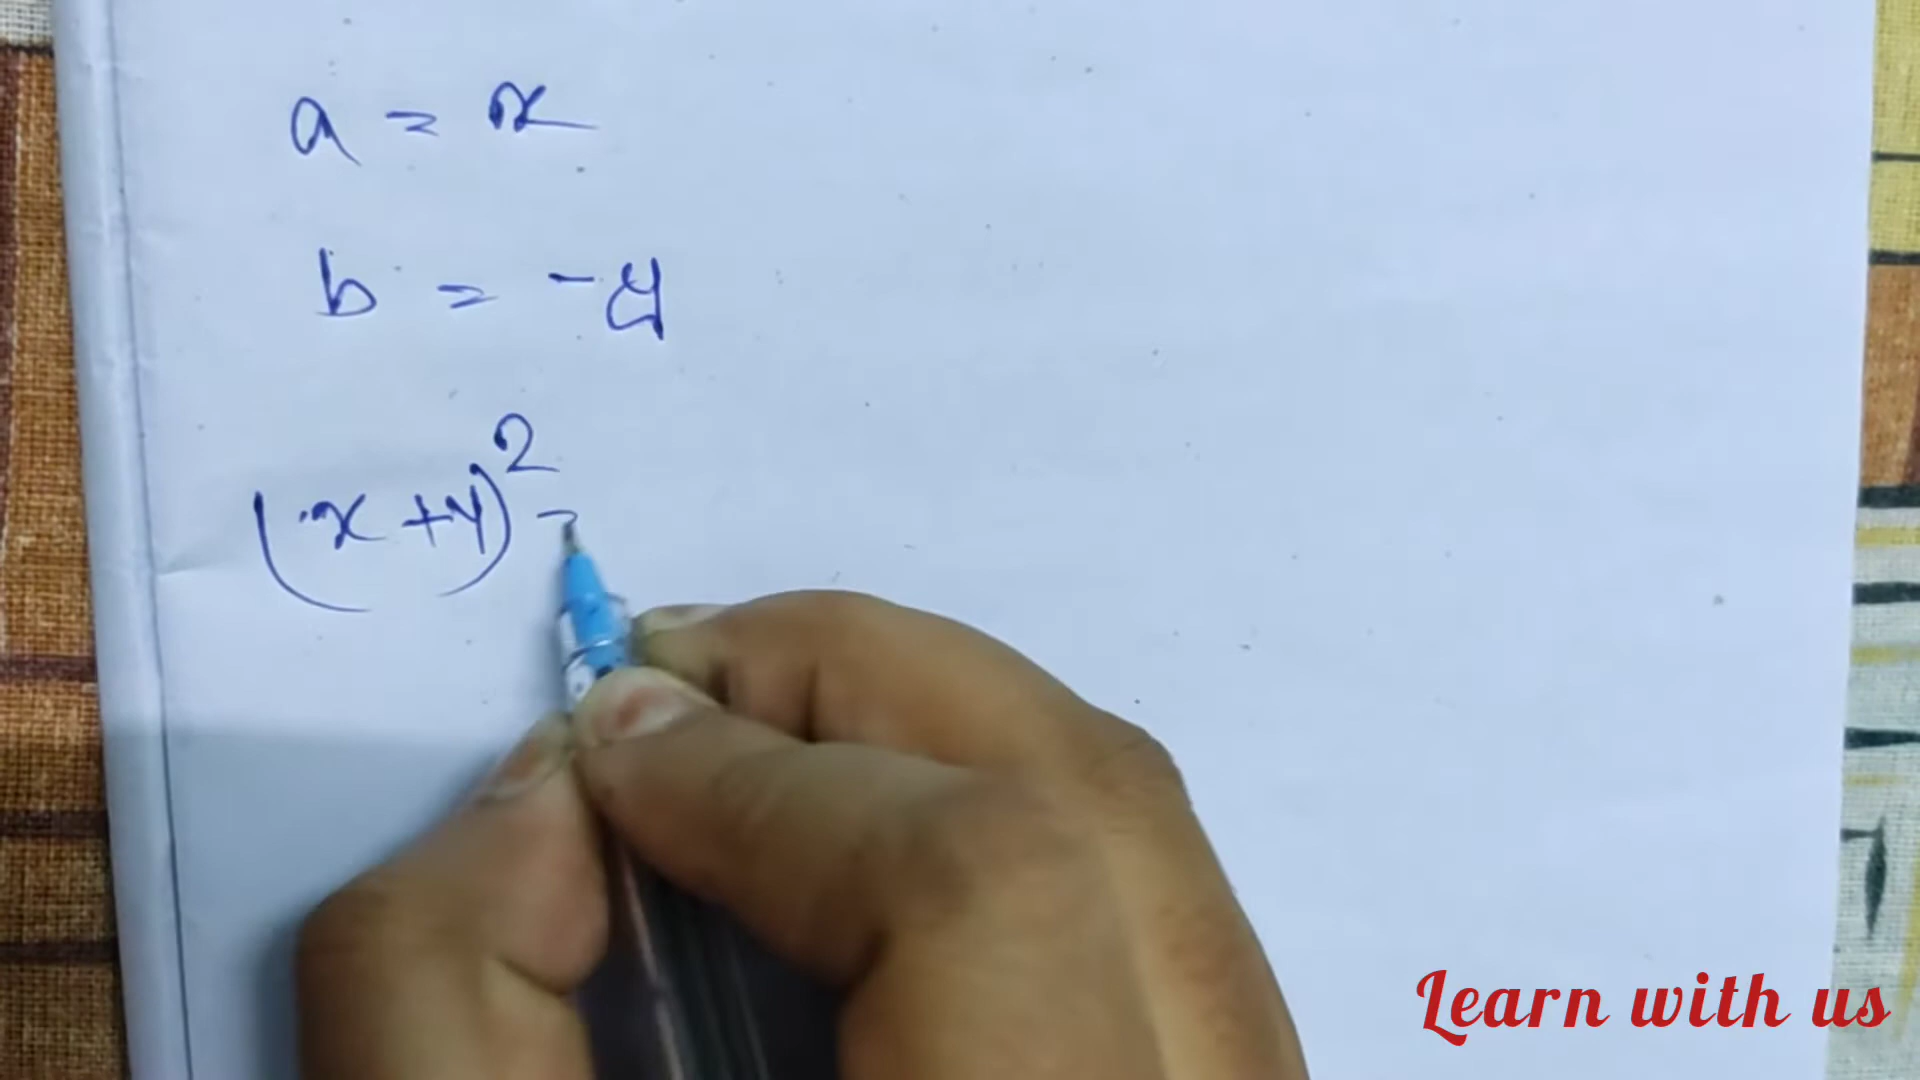 a = x
b = -y
(x+y)² =
Learn with us